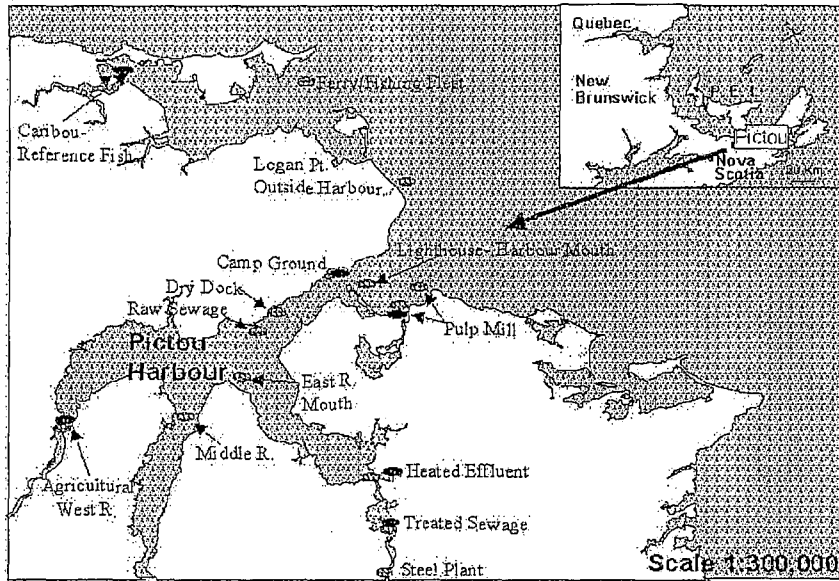 Quebec
New
Brunswick
P.E.I.
Pictou
Nova
Scotia
20 Km
Ferry/Fishing Fleet
Caribou-
Reference Fish
Logan Pt.
Outside Harbour
Camp Ground
Lighthouse-Harbour Mouth
Dry Dock
Raw Sewage
Pulp Mill
Pictou
Harbour
East R.
Mouth
Middle R.
Agricultural
West R.
Heated Effluent
Treated Sewage
Steel Plant
Scale 1:300,000